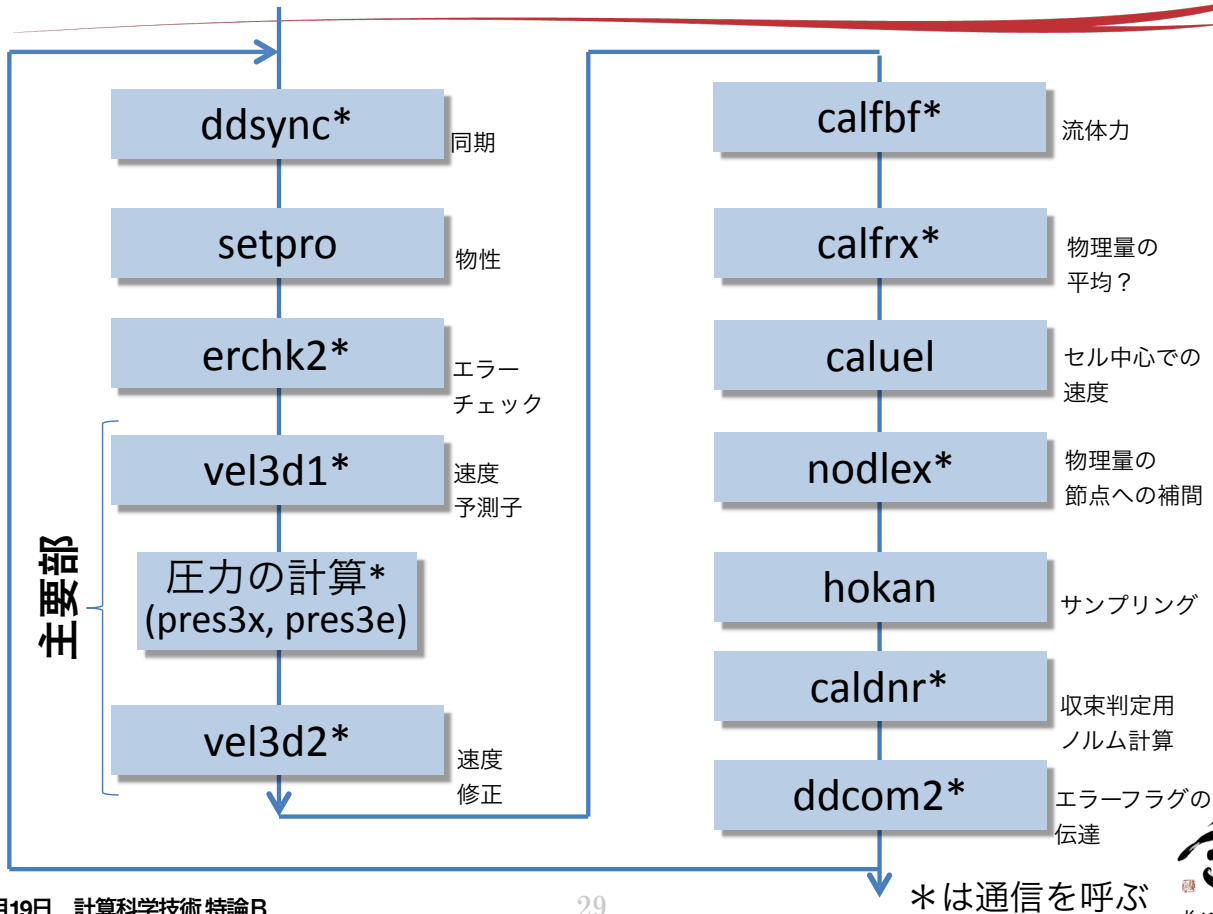 ddsync*
同期
setpro
物性
erchk2*
エラー
チェック
主要部
vel3d1*
速度
予測子
圧力の計算*
(pres3x, pres3e)
vel3d2*
速度
修正
calfbf*
流体力
calfrx*
物理量の
平均?
caluel
セル中心での
速度
nodlex*
物理量の
節点への補間
hokan
サンプリング
caldnr*
収束判定用
ノルム計算
ddcom2*
エラーフラグの
伝達
*は通信を呼ぶ
月19日 計算科学技術 特論B
29